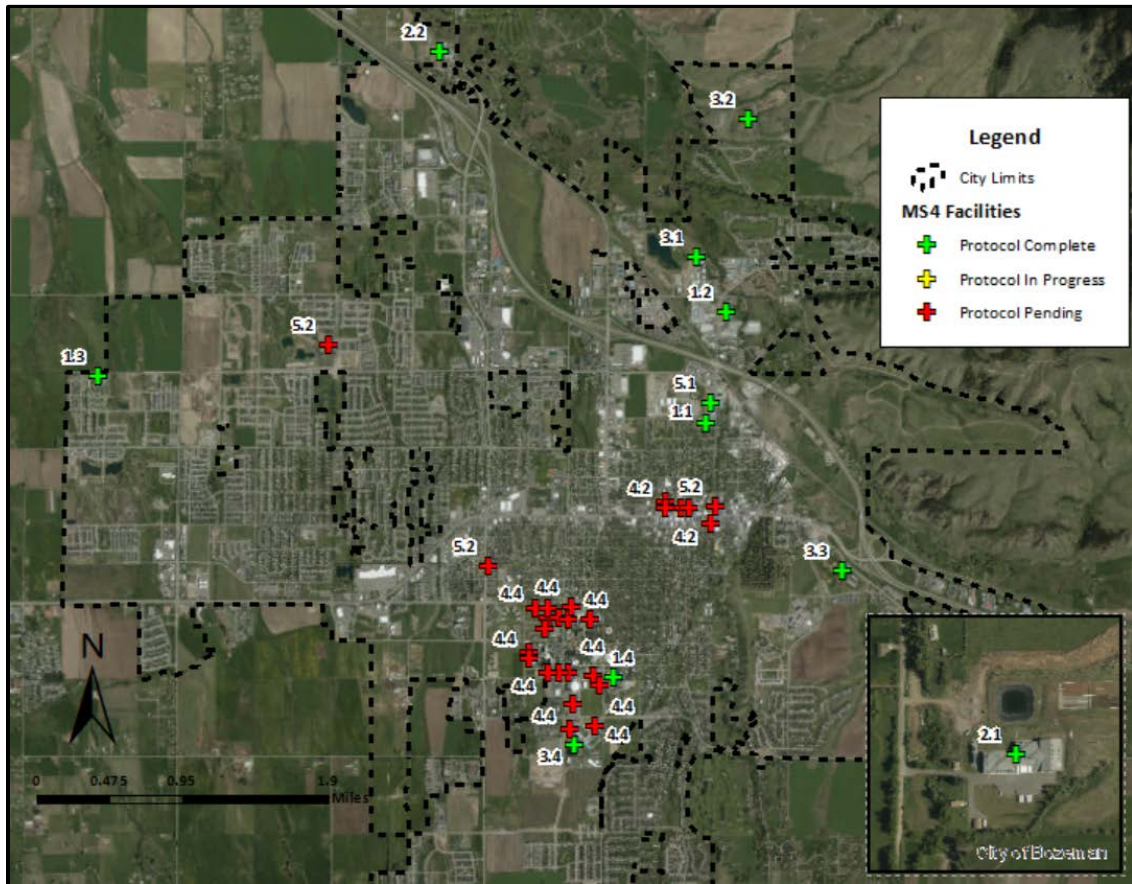 2.2
3.2
Legend
City Limits
MS4 Facilities
Protocol Complete
Protocol In Progress
Protocol Pending
3.1
1.2
5.2
1.3
5.1
1.1
4.2
5.2
4.2
3.3
5.2
4.4
4.4
4.4
4.4
4.4
1.4
4.4
4.4
4.4
4.4
3.4
N
0 0.475 0.95 1.9
Miles
2.1
City of Bozeman